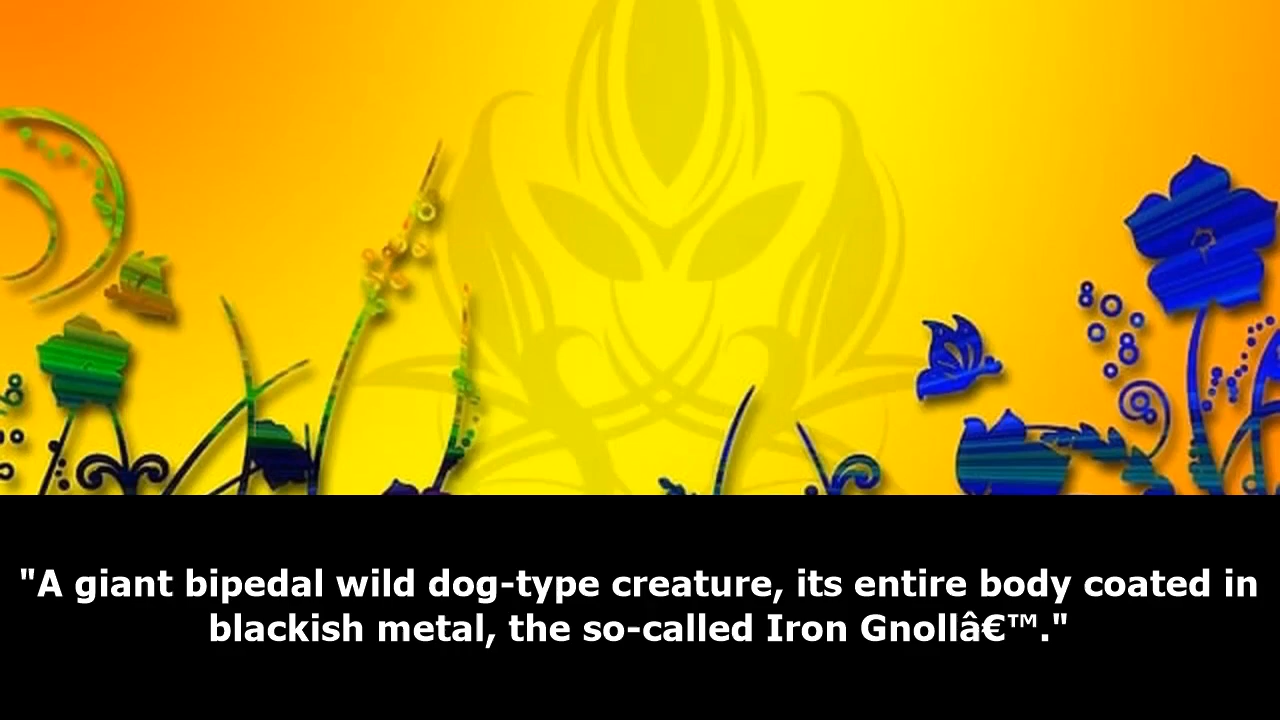 "A giant bipedal wild dog-type creature, its entire body coated in
blackish metal, the so-called Iron Gnollâ€™."